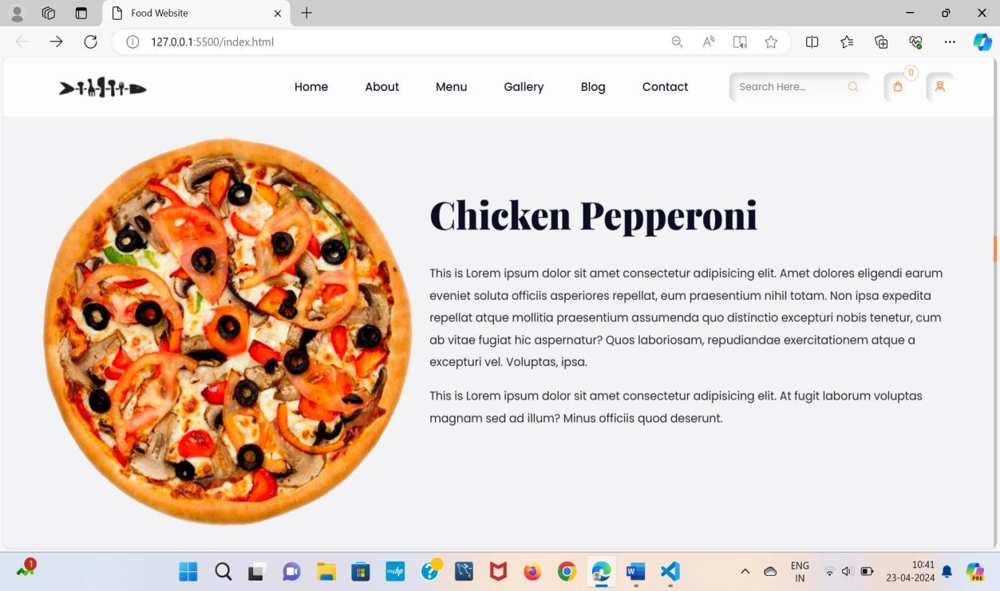 Food Website
127.0.0.1:5500/index.html
Home About Menu Gallery Blog Contact Search Here... 0
Chicken Pepperoni
This is Lorem ipsum dolor sit amet consectetur adipisicing elit. Amet dolores eligendi earum
eveniet soluta officiis asperiores repellat, eum praesentium nihil totam. Non ipsa expedita
repellat atque mollitia praesentium assumenda quo distinctio excepturi nobis tenetur, cum
ab vitae fugiat hic aspernatur? Quos laboriosam, repudiandae exercitationem atque a
excepturi vel. Voluptas, ipsa.
This is Lorem ipsum dolor sit amet consectetur adipisicing elit. At fugit laborum voluptas
magnam sed ad illum? Minus officiis quod deserunt.
1
myhp
ENG
IN
10:41
23-04-2024
PRE